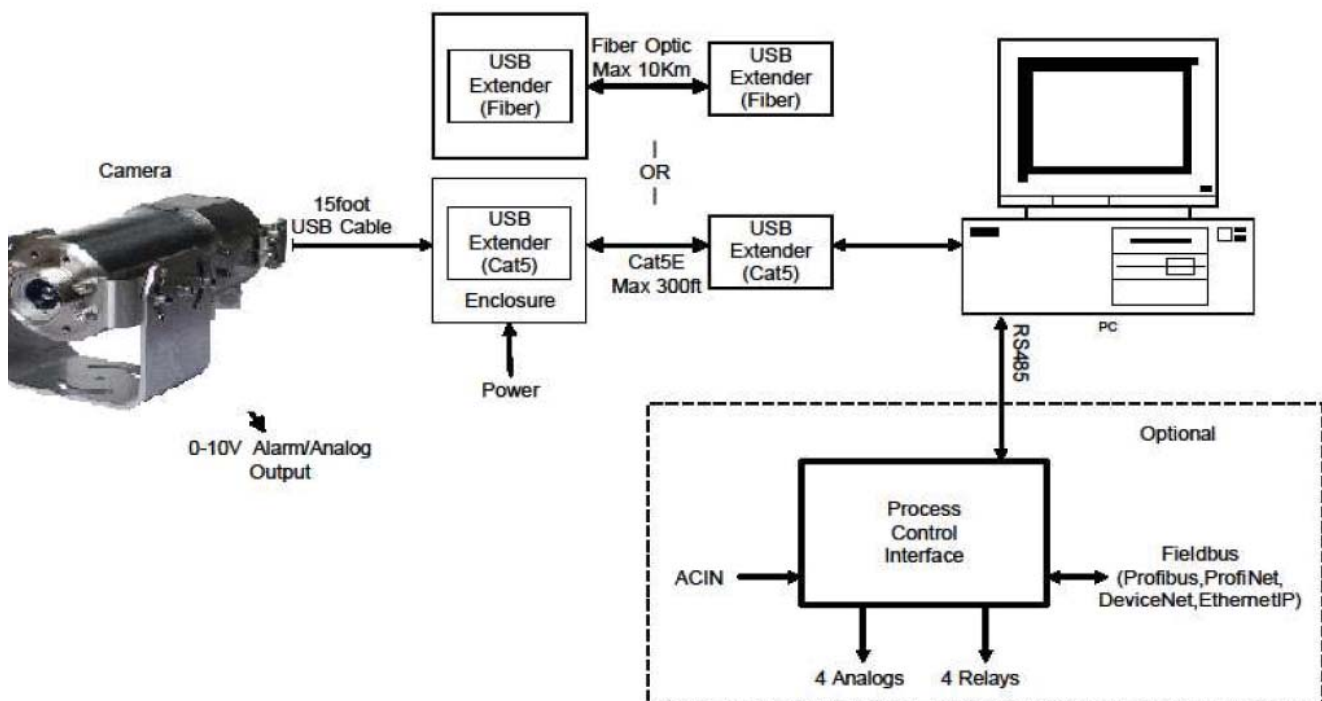 USB
Extender
(Fiber)
Fiber Optic
Max 10Km
USB
Extender
(Fiber)
OR
Camera
15foot
USB Cable
USB
Extender
(Cat5)
Enclosure
Cat5E
Max 300ft
USB
Extender
(Cat5)
PC
Power
RS485
0-10V Alarm/Analog
Output
Optional
Process
Control
Interface
ACIN
Fieldbus
(Profibus,ProfiNet,
DeviceNet,EthernetIP)
4 Analogs
4 Relays